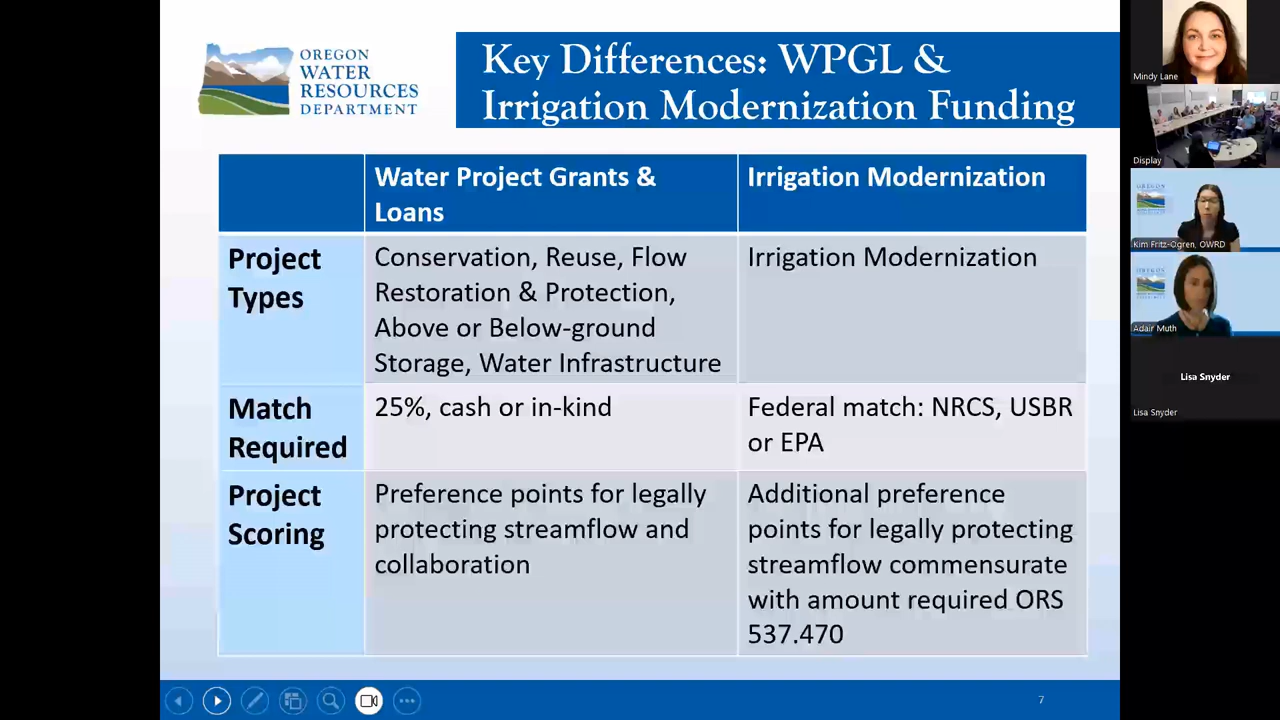 OREGON
WATER
RESOURCES
DEPARTMENT
Key Differences: WPGL &
Irrigation Modernization Funding
Water Project Grants &
Loans
Irrigation Modernization
Project
Types
Conservation, Reuse, Flow
Restoration & Protection,
Above or Below-ground
Storage, Water Infrastructure
Irrigation Modernization
Match
Required
25%, cash or in-kind
Federal match: NRCS, USBR
or EPA
Project
Scoring
Preference points for legally
protecting streamflow and
collaboration
Additional preference
points for legally protecting
streamflow commensurate
with amount required ORS
537.470
7
Mindy Lane
Display
Kim Fritz-Ogren, OWRD
Adair Muth
Lisa Snyder
Lisa Snyder